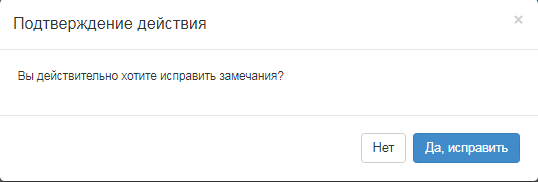 Подтверждение действия
×
Вы действительно хотите исправить замечания?
Нет
Да, исправить